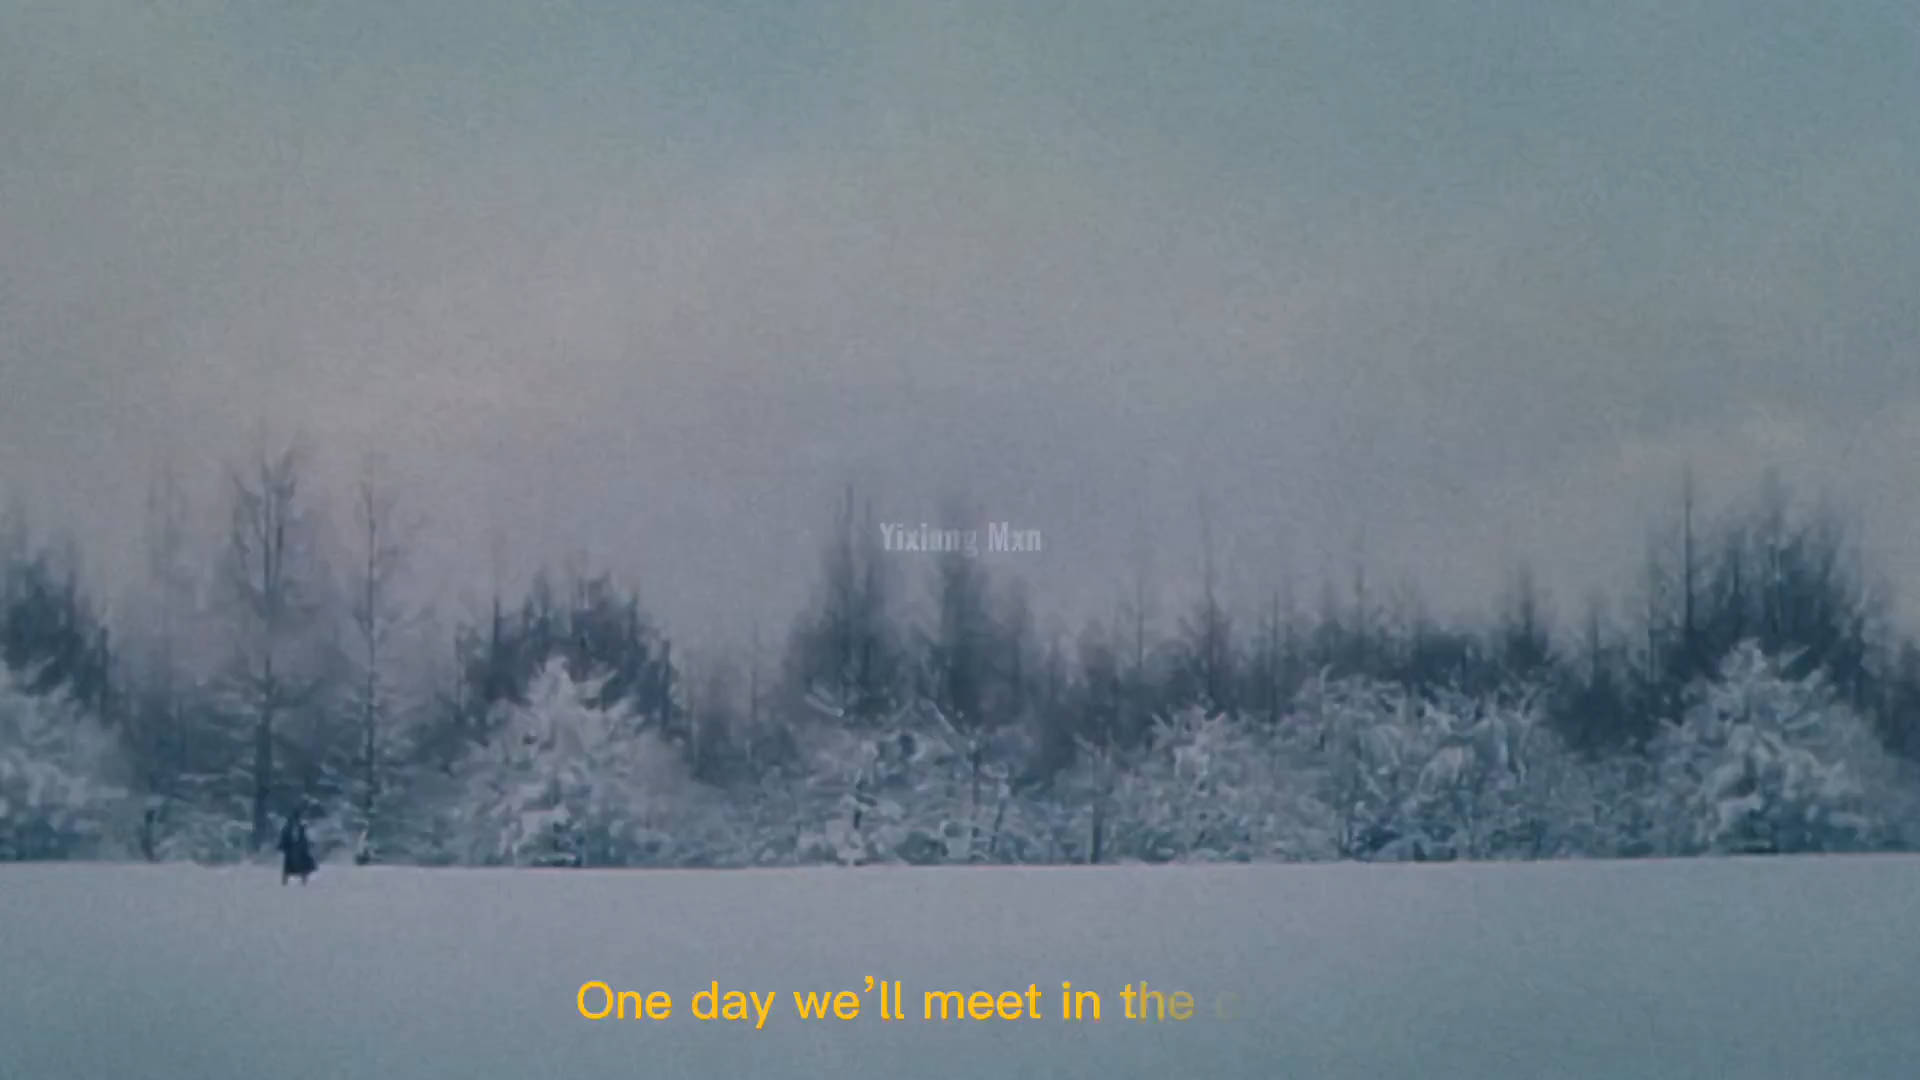 Yixiang Mxn
One day we’ll meet in the